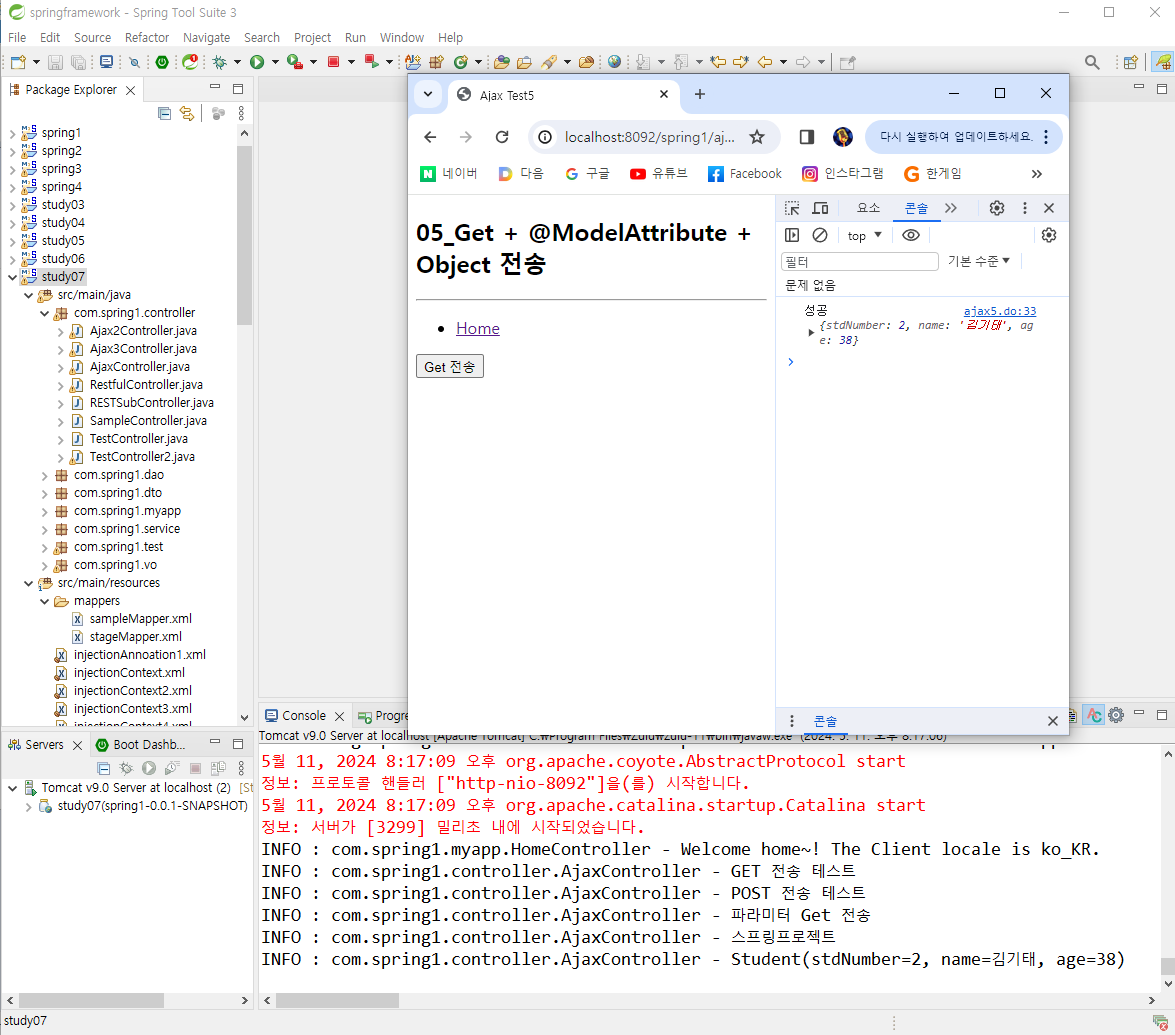 springframework - Spring Tool Suite 3
File Edit Source Refactor Navigate Search Project Run Window Help
Package Explorer
spring1
spring2
spring3
spring4
study03
study04
study05
study06
study07
src/main/java
com.spring1.controller
Ajax2Controller.java
Ajax3Controller.java
AjaxController.java
RestfulController.java
RESTSubController.java
SampleController.java
TestController.java
TestController2.java
com.spring1.dao
com.spring1.dto
com.spring1.myapp
com.spring1.service
com.spring1.test
com.spring1.vo
src/main/resources
mappers
sampleMapper.xml
stageMapper.xml
injectionAnnoation1.xml
injectionContext.xml
injectionContext2.xml
injectionContext3.xml
injectionContext4.xml
Servers Boot Dashb...
Tomcat v9.0 Server at localhost (2) [St
study07(spring1-0.0.1-SNAPSHOT)
Ajax Test5
localhost:8092/spring1/aj...
다시 실행하여 업데이트하세요.
네이버 다음 구글 유튜브 Facebook 인스타그램 한게임
05_Get + @ModelAttribute +
Object 전송
Home
Get 전송
요소 콘솔
top
필터 기본 수준
문제 없음
성공 ajax5.do:33
{stdNumber: 2, name: '김기태', ag
e: 38}
콘솔
Console Progre
Tomcat v9.0 Server at localhost [Apache Tomcat] C:\Program Files\Zulu\zulu-11\bin\javaw.exe (2024. 5. 11. 오후 8:17:06)
5월 11, 2024 8:17:09 오후 org.apache.coyote.AbstractProtocol start
정보: 프로토콜 핸들러 ["http-nio-8092"]을(를) 시작합니다.
5월 11, 2024 8:17:09 오후 org.apache.catalina.startup.Catalina start
정보: 서버가 [3299] 밀리초 내에 시작되었습니다.
INFO : com.spring1.myapp.HomeController - Welcome home~! The Client locale is ko_KR.
INFO : com.spring1.controller.AjaxController - GET 전송 테스트
INFO : com.spring1.controller.AjaxController - POST 전송 테스트
INFO : com.spring1.controller.AjaxController - 파라미터 Get 전송
INFO : com.spring1.controller.AjaxController - 스프링프로젝트
INFO : com.spring1.controller.AjaxController - Student(stdNumber=2, name=김기태, age=38)
study07